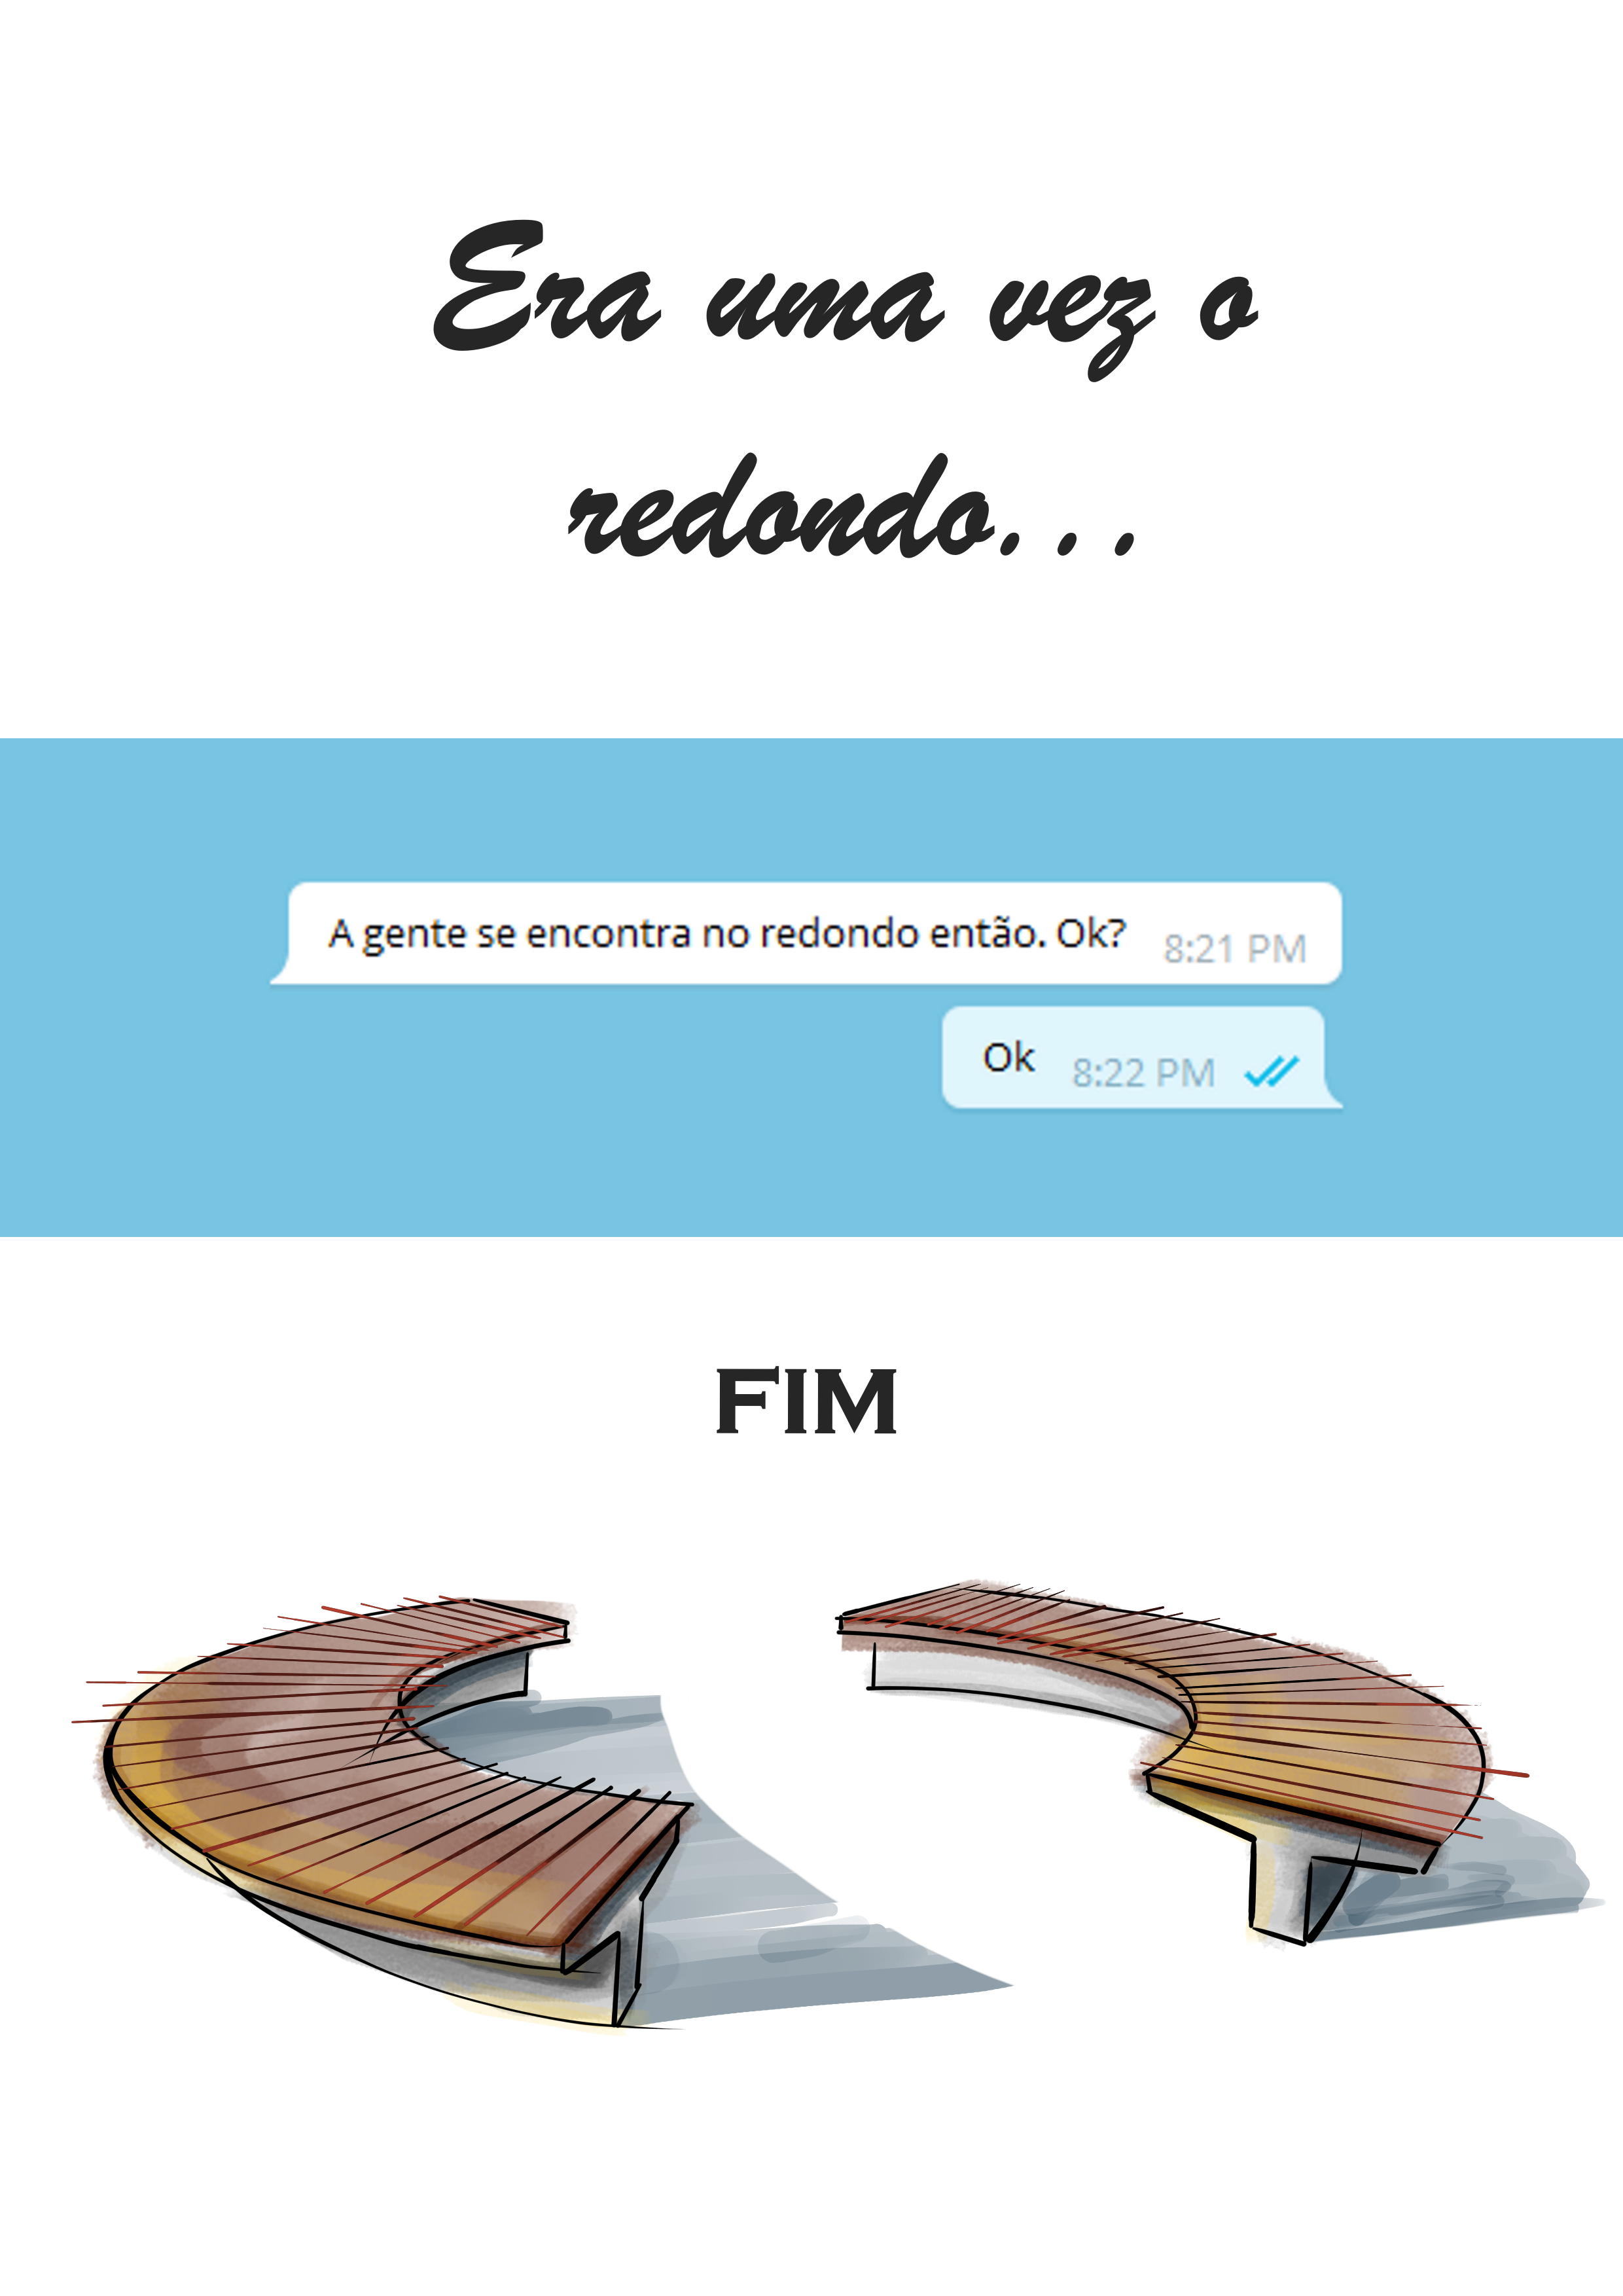 Era uma vez o
redondo...
A gente se encontra no redondo então. Ok? 8:21 PM
Ok 8:22 PM
FIM